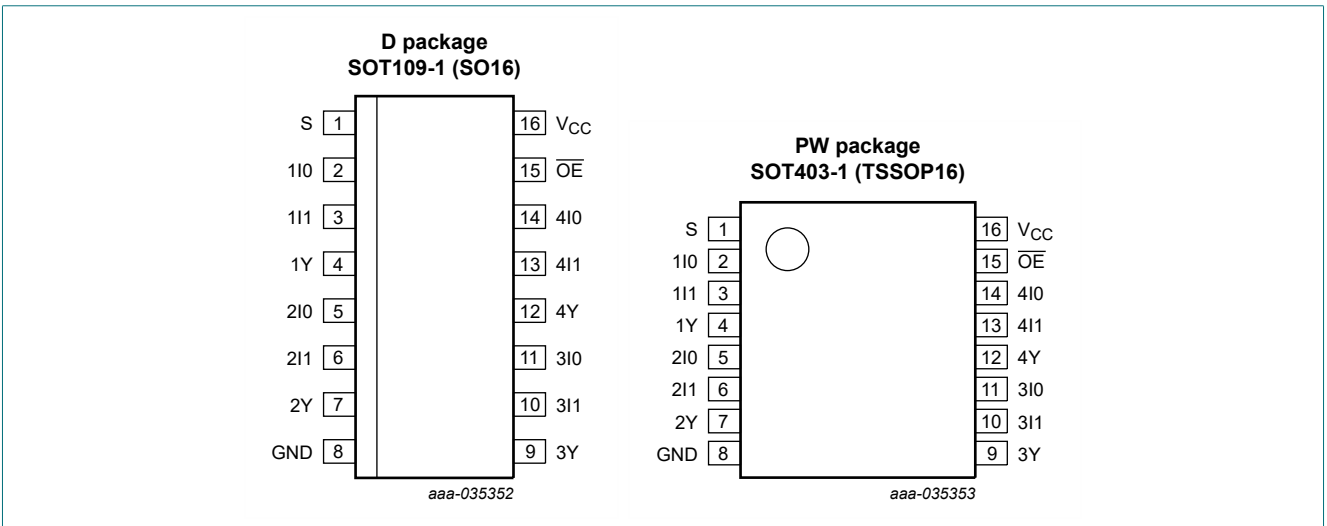 D package
SOT109-1 (SO16)
S 1 16 VCC
1I0 2 15 OE
1I1 3 14 4I0
1Y 4 13 4I1
2I0 5 12 4Y
2I1 6 11 3I0
2Y 7 10 3I1
GND 8 9 3Y
aaa-035352
PW package
SOT403-1 (TSSOP16)
S 1 16 VCC
1I0 2 15 OE
1I1 3 14 4I0
1Y 4 13 4I1
2I0 5 12 4Y
2I1 6 11 3I0
2Y 7 10 3I1
GND 8 9 3Y
aaa-035353